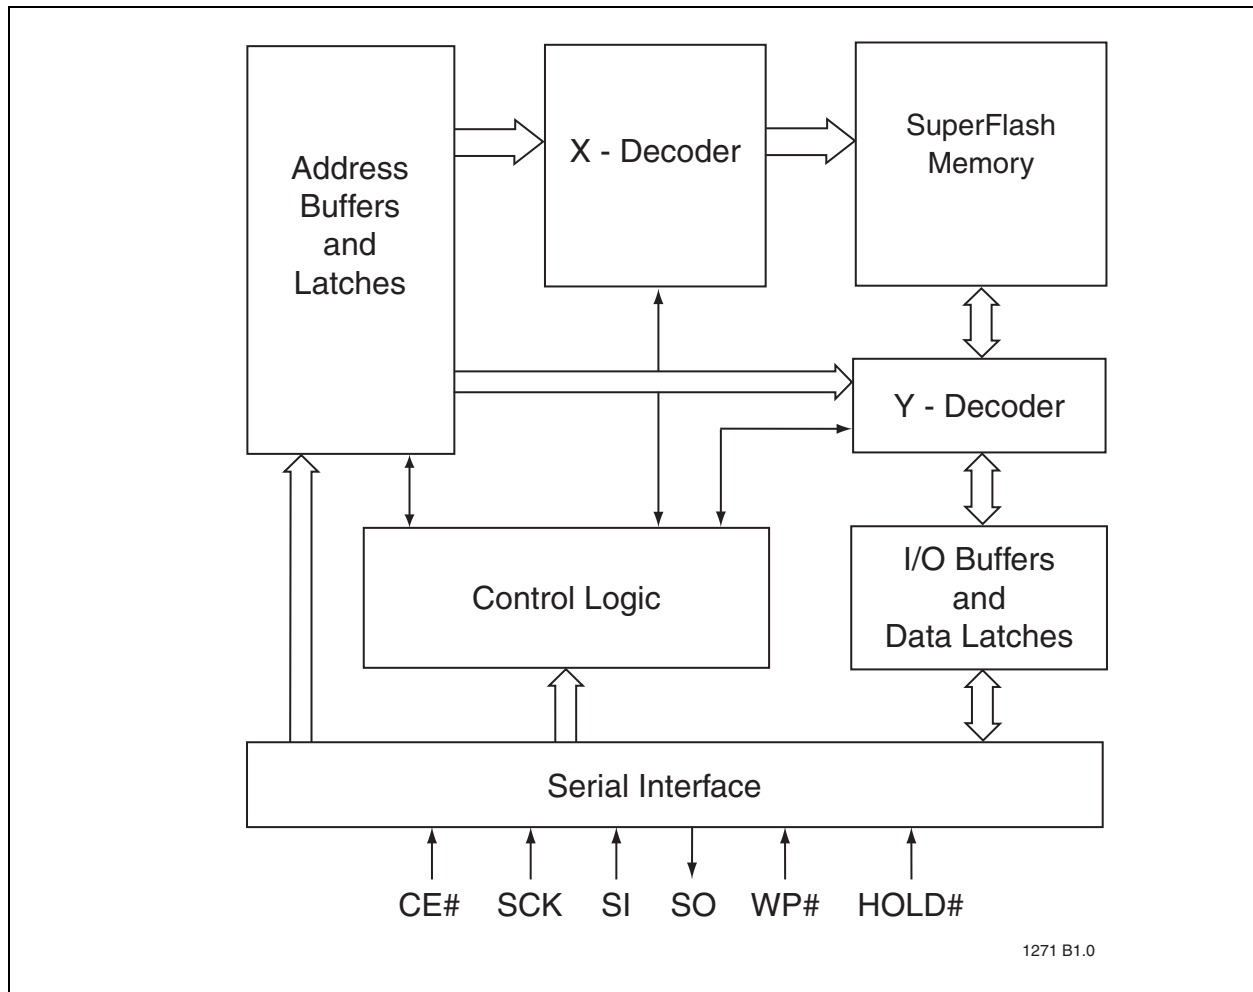 Address
Buffers
and
Latches
X - Decoder
SuperFlash
Memory
Y - Decoder
Control Logic
I/O Buffers
and
Data Latches
Serial Interface
CE# SCK SI SO WP# HOLD#
1271 B1.0